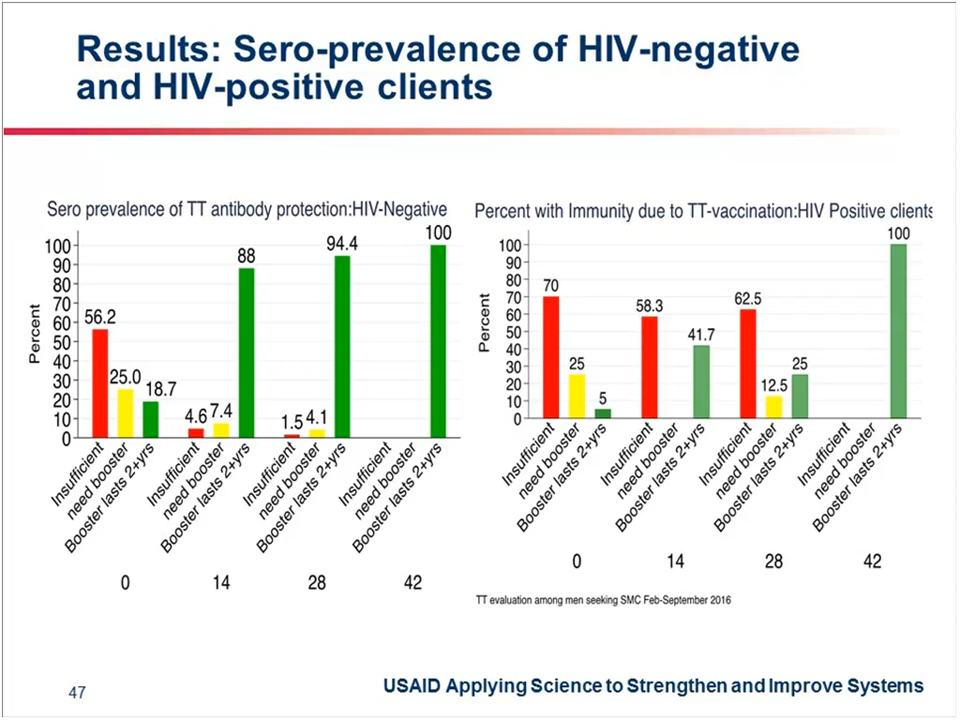 Results: Sero-prevalence of HIV-negative
and HIV-positive clients
Sero prevalence of TT antibody protection:HIV-Negative
Percent
100
90
80
70
60
50
40
30
20
10
0
56.2
25.0
18.7
4.6
7.4
88
1.5
4.1
94.4
100
Insufficient
need booster
Booster lasts 2+yrs
Insufficient
need booster
Booster lasts 2+yrs
Insufficient
need booster
Booster lasts 2+yrs
Insufficient
need booster
Booster lasts 2+yrs
0 14 28 42
Percent with Immunity due to TT-vaccination:HIV Positive clients
Percent
100
90
80
70
60
50
40
30
20
10
0
70
25
5
58.3
41.7
62.5
12.5
25
100
Insufficient
need booster
Booster lasts 2+yrs
Insufficient
need booster
Booster lasts 2+yrs
Insufficient
need booster
Booster lasts 2+yrs
Insufficient
need booster
Booster lasts 2+yrs
0 14 28 42
TT evaluation among men seeking SMC Feb-September 2016
47
USAID Applying Science to Strengthen and Improve Systems